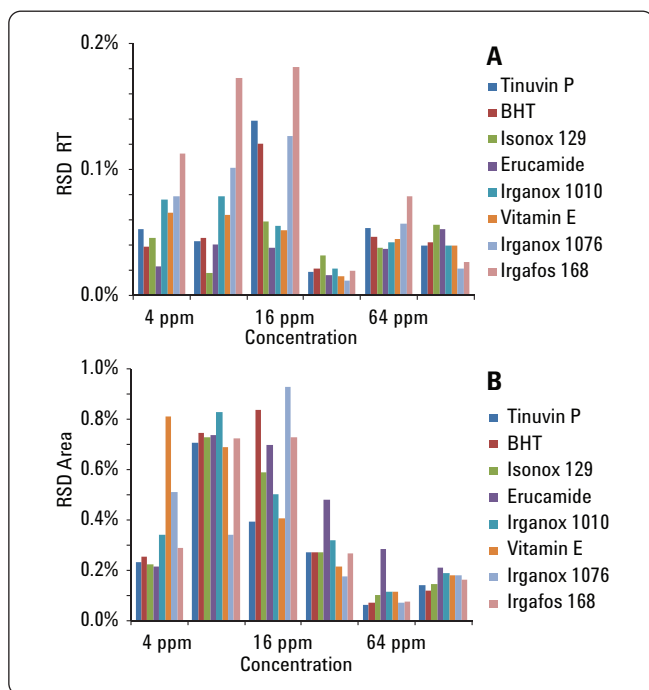 0.2%
A
Tinuvin P
BHT
Isonox 129
Erucamide
Irganox 1010
Vitamin E
Irganox 1076
Irgafos 168
RSD RT
0.1%
0.0%
4 ppm 16 ppm 64 ppm
Concentration
1.0%
B
Tinuvin P
BHT
Isonox 129
Erucamide
Irganox 1010
Vitamin E
Irganox 1076
Irgafos 168
RSD Area
0.8%
0.6%
0.4%
0.2%
0.0%
4 ppm 16 ppm 64 ppm
Concentration